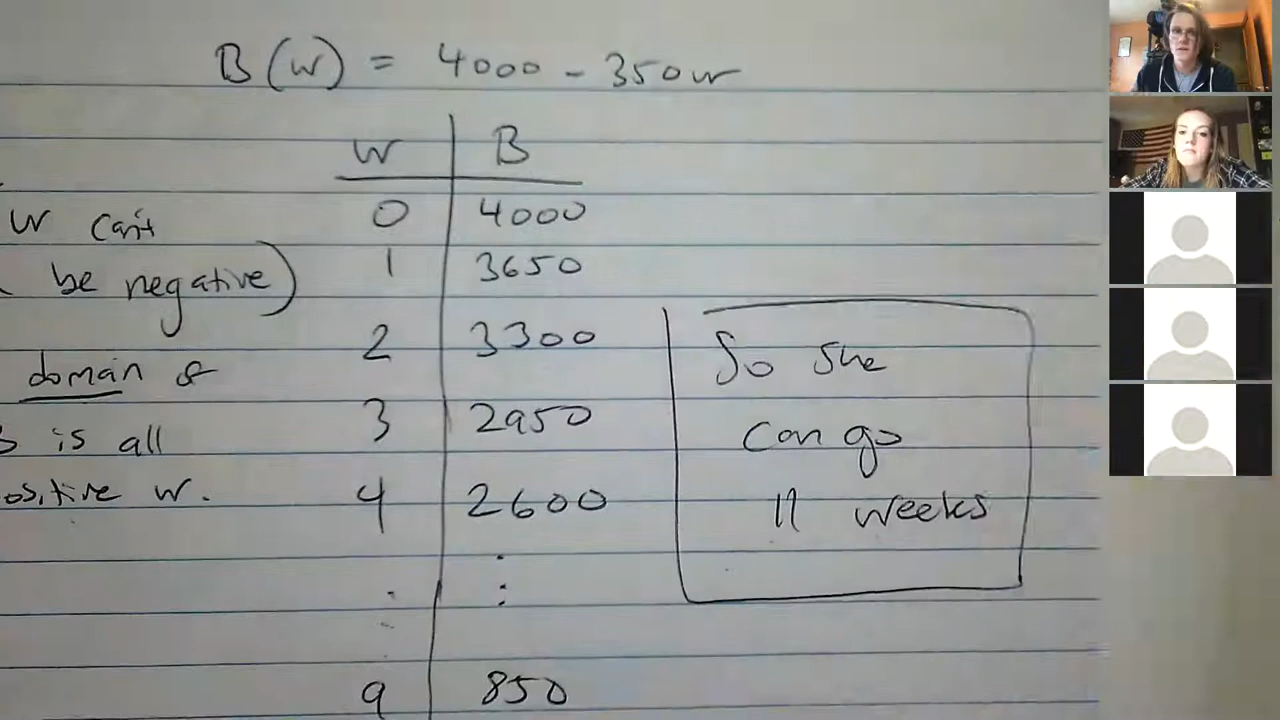 B(w) = 4000 - 350w
W can't
be negative)
domain of
is all
ositive w.
W B
0 4000
1 3650
2 3300
3 2950
4 2600
: :
9 850
So she
can go
11 weeks